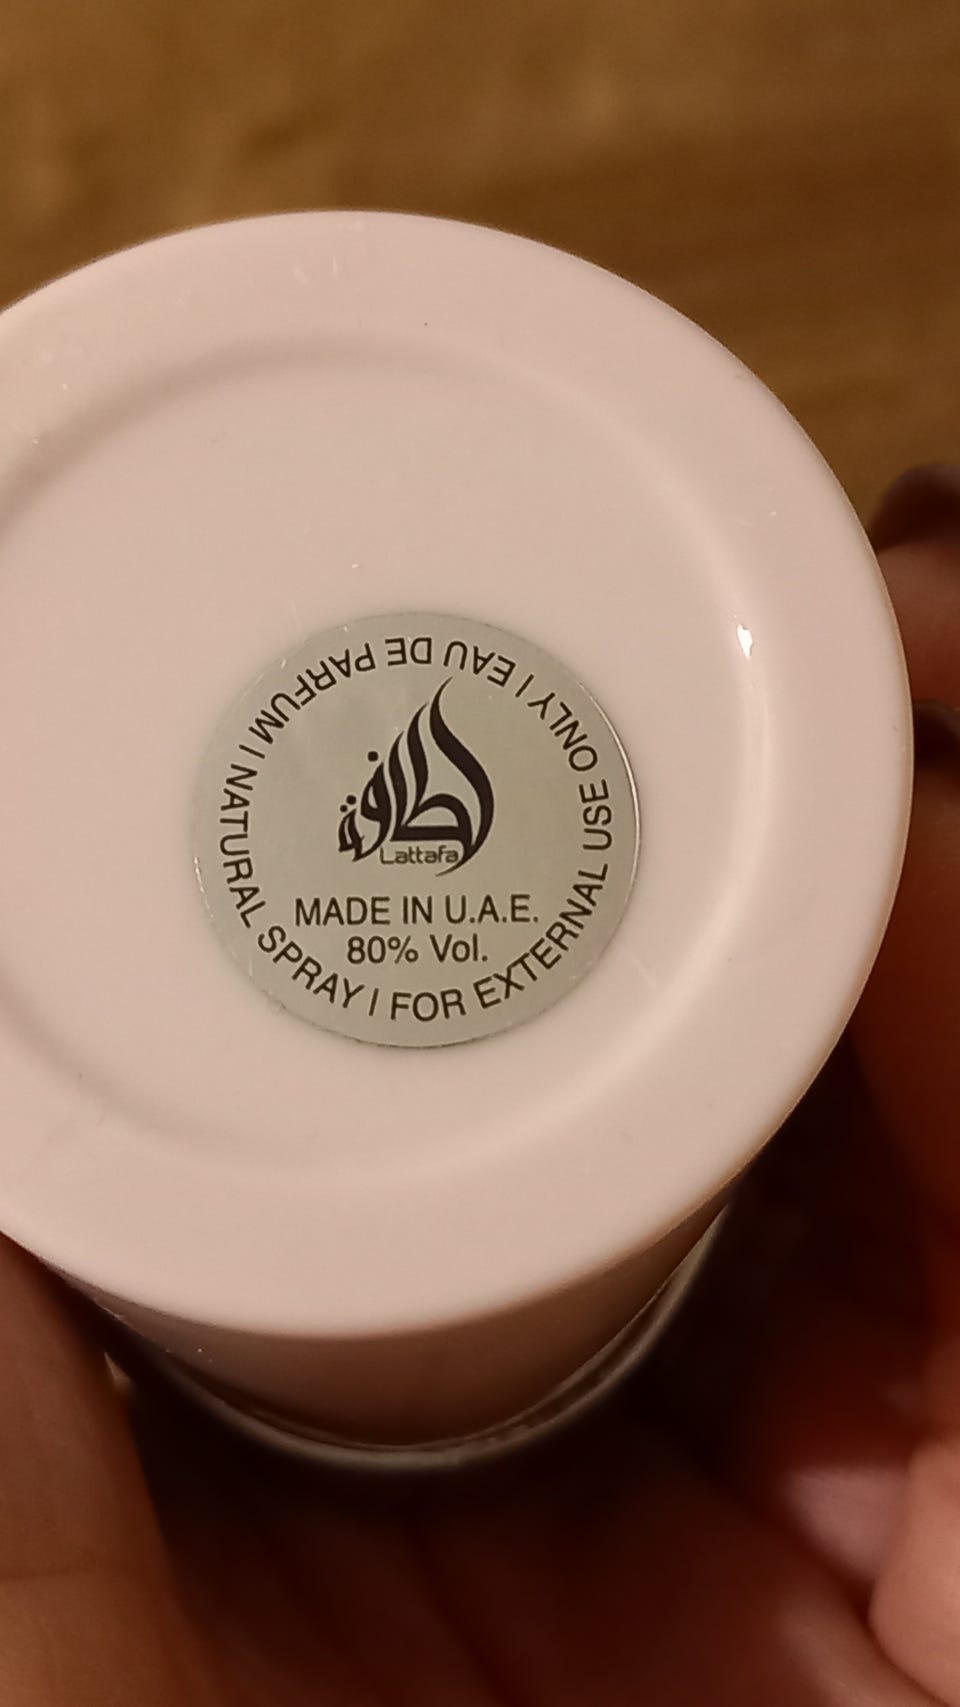 لطافة
Lattafa
MADE IN U.A.E.
80% Vol.
EAU DE PARFUM | NATURAL SPRAY | FOR EXTERNAL USE ONLY |